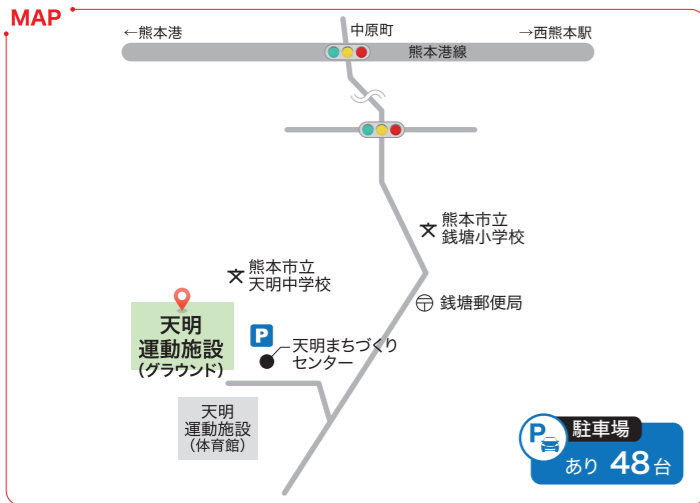 MAP
←熊本港
中原町
→西熊本駅
熊本港線
熊本市立
銭塘小学校
熊本市立
天明中学校
銭塘郵便局
天明
運動施設
(グラウンド)
P
天明まちづくり
センター
天明
運動施設
(体育館)
P
駐車場
あり 48台